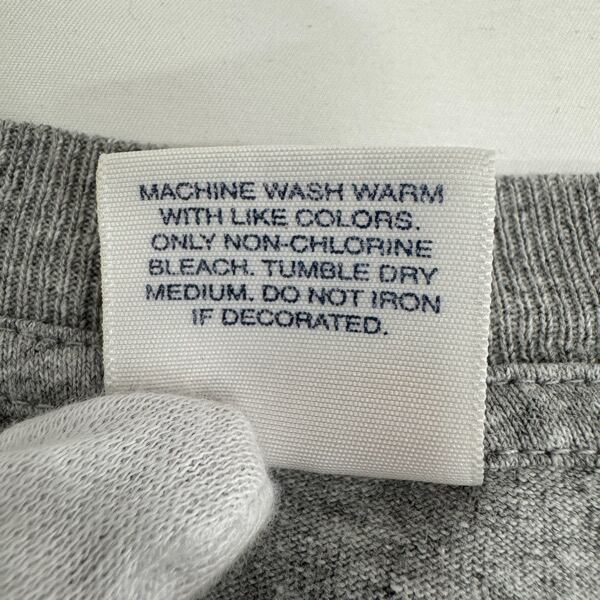 MACHINE WASH WARM
WITH LIKE COLORS.
ONLY NON-CHLORINE
BLEACH. TUMBLE DRY
MEDIUM. DO NOT IRON
IF DECORATED.